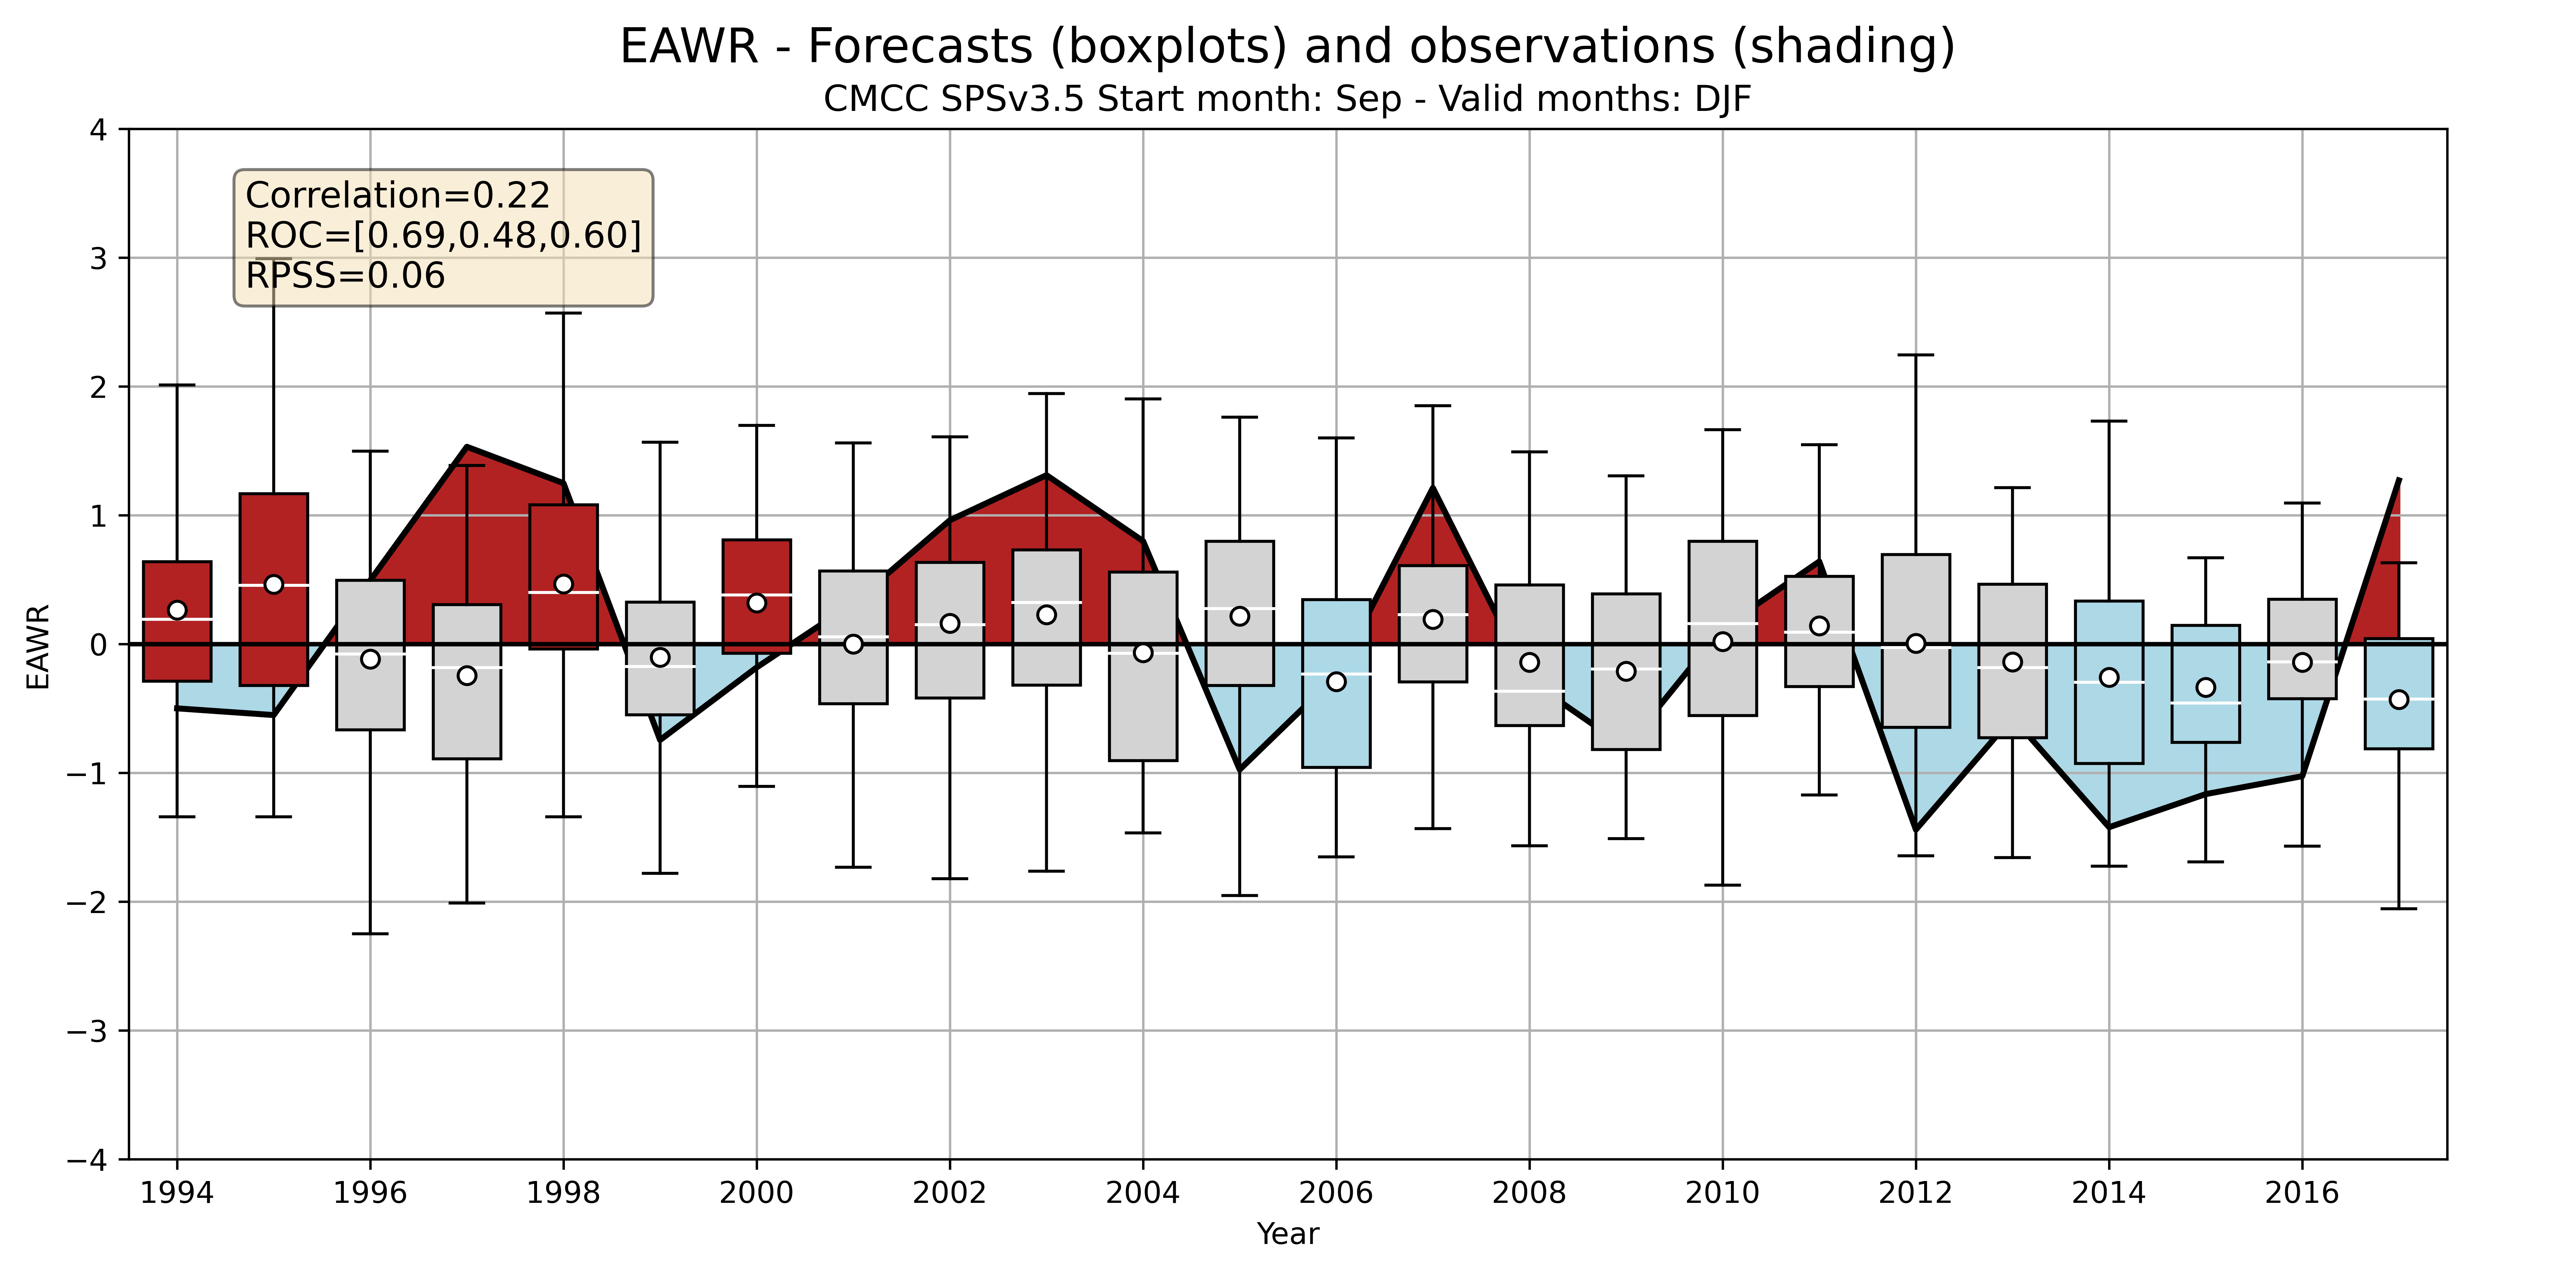 EAWR - Forecasts (boxplots) and observations (shading)
CMCC SPSv3.5 Start month: Sep - Valid months: DJF
Correlation=0.22
ROC=[0.69,0.48,0.60]
RPSS=0.06
EAWR
4
3
2
1
0
−1
−2
−3
−4
1994 1996 1998 2000 2002 2004 2006 2008 2010 2012 2014 2016
Year